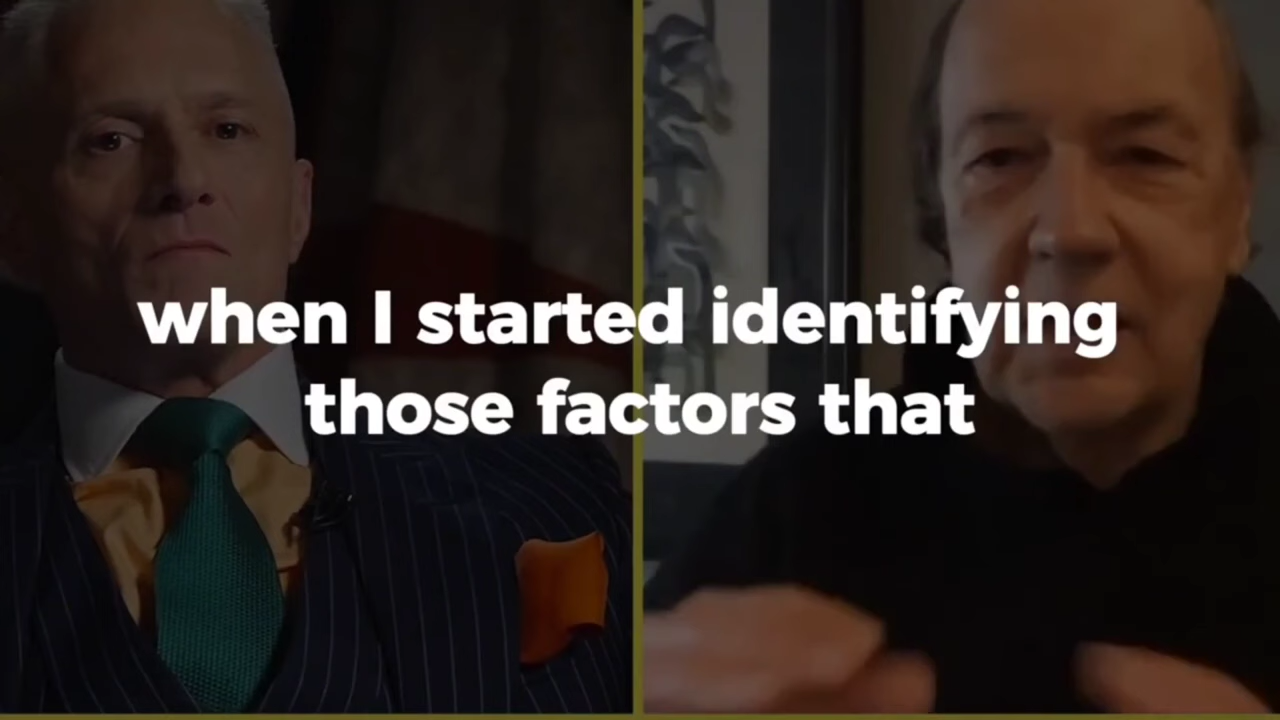 when I started identifying
those factors that